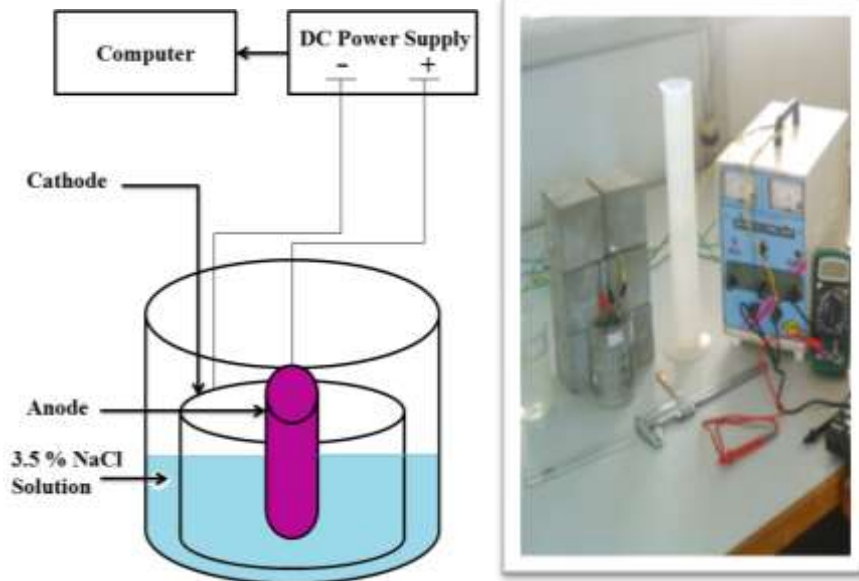 Computer
DC Power Supply
- +
Cathode
Anode
3.5 % NaCl
Solution